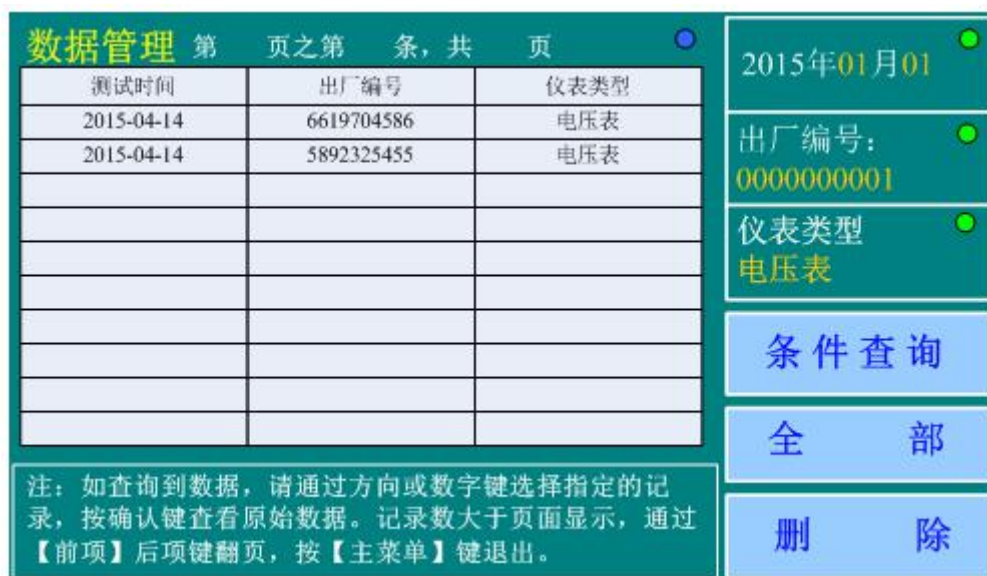 数据管理 第 页之第 条，共 页
测试时间 出厂编号 仪表类型
2015-04-14 6619704586 电压表
2015-04-14 5892325455 电压表
注：如查询到数据，请通过方向或数字键选择指定的记
录，按确认键查看原始数据。记录数大于页面显示，通过
【前项】后项键翻页，按【主菜单】键退出。
2015年01月01
出厂编号：
0000000001
仪表类型
电压表
条件查询
全 部
删 除